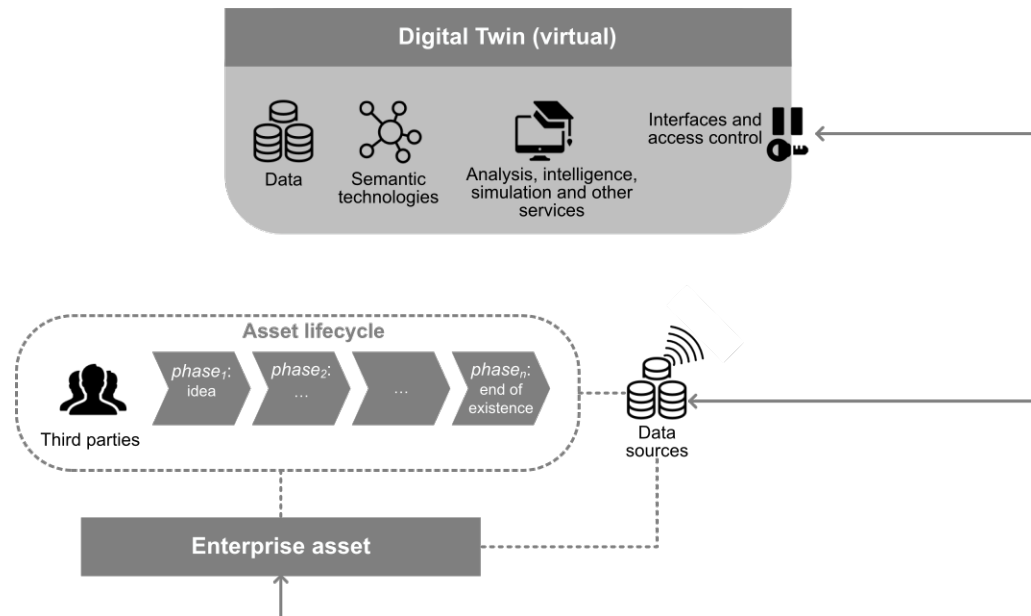 Digital Twin (virtual)
Data
Semantic
technologies
Analysis, intelligence,
simulation and other
services
Interfaces and
access control
Asset lifecycle
Third parties
phase₁:
idea
phase₂:
...
...
phaseₙ:
end of
existence
Data
sources
Enterprise asset